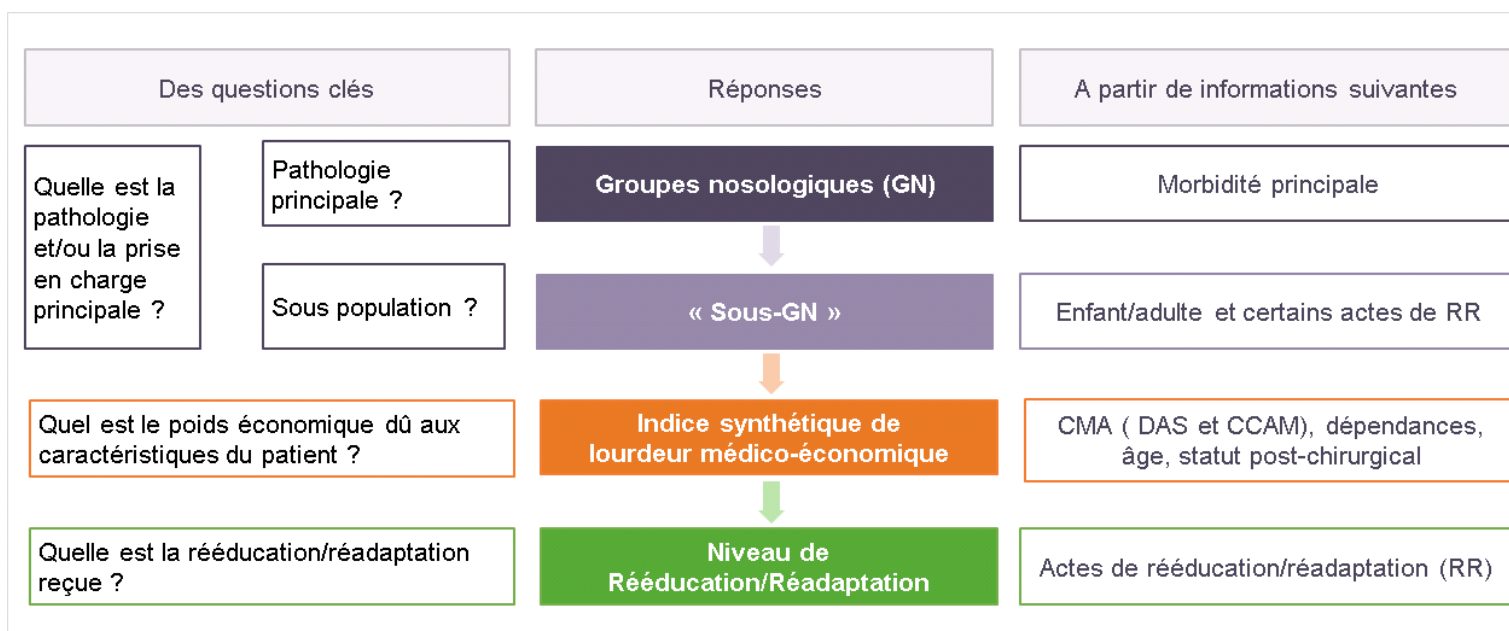 Des questions clés
Réponses
A partir de informations suivantes
Quelle est la
pathologie
et/ou la prise
en charge
principale ?
Pathologie
principale ?
Groupes nosologiques (GN)
Morbidité principale
Sous population ?
« Sous-GN »
Enfant/adulte et certains actes de RR
Quel est le poids économique dû aux
caractéristiques du patient ?
Indice synthétique de
lourdeur médico-économique
CMA ( DAS et CCAM), dépendances,
âge, statut post-chirurgical
Quelle est la rééducation/réadaptation
reçue ?
Niveau de
Rééducation/Réadaptation
Actes de rééducation/réadaptation (RR)